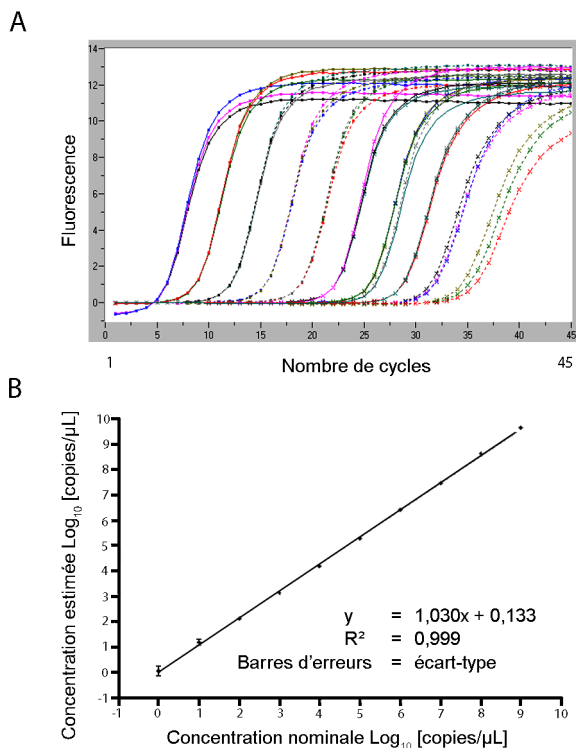 A
Fluorescence
14
12
10
8
6
4
2
0
0 5 10 15 20 25 30 35 40 45
1 45
Nombre de cycles
B
Concentration estimée Log10 [copies/µL]
10
9
8
7
6
5
4
3
2
1
0
-1
y = 1,030x + 0,133
R² = 0,999
Barres d'erreurs = écart-type
-1 0 1 2 3 4 5 6 7 8 9 10
Concentration nominale Log10 [copies/µL]